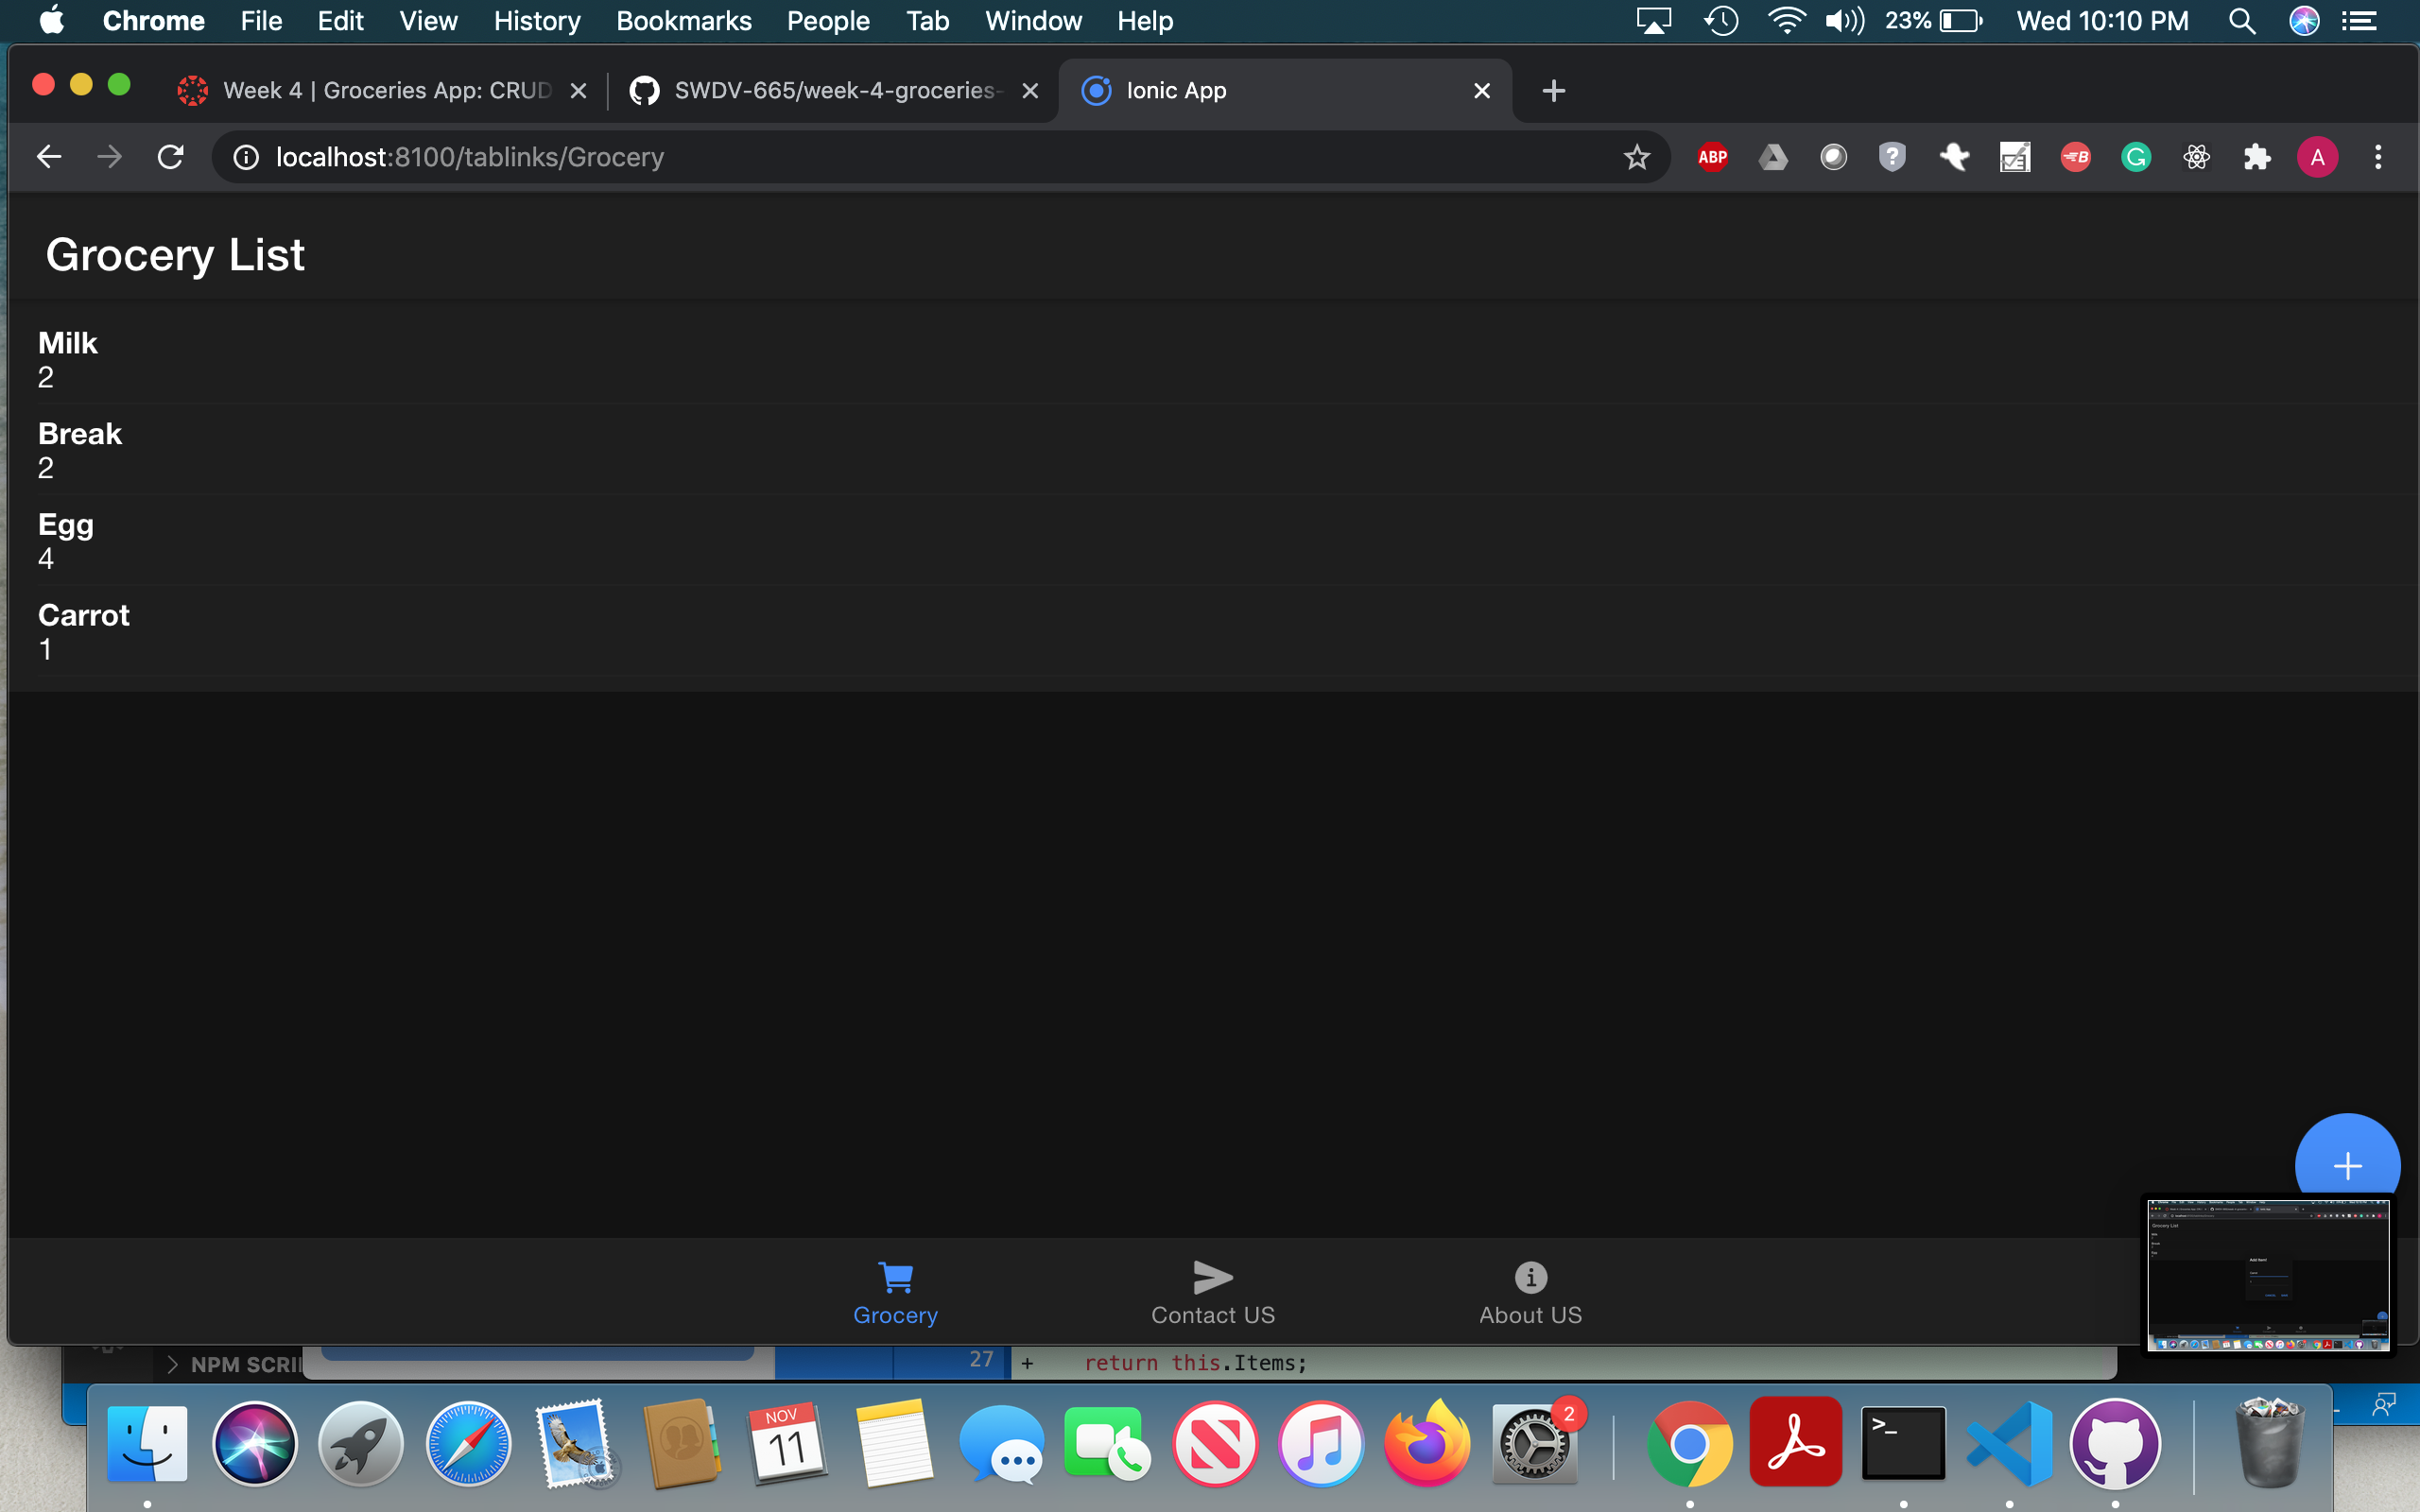 Chrome File Edit View History Bookmarks People Tab Window Help 23% Wed 10:10 PM
Week 4 | Groceries App: CRUD SWDV-665/week-4-groceries- Ionic App
localhost:8100/tablinks/Grocery ABP A
Grocery List
Milk
2
Break
2
Egg
4
Carrot
1
Grocery Contact US About US
NPM SCRI 27 + return this.Items;
NOV
11
2